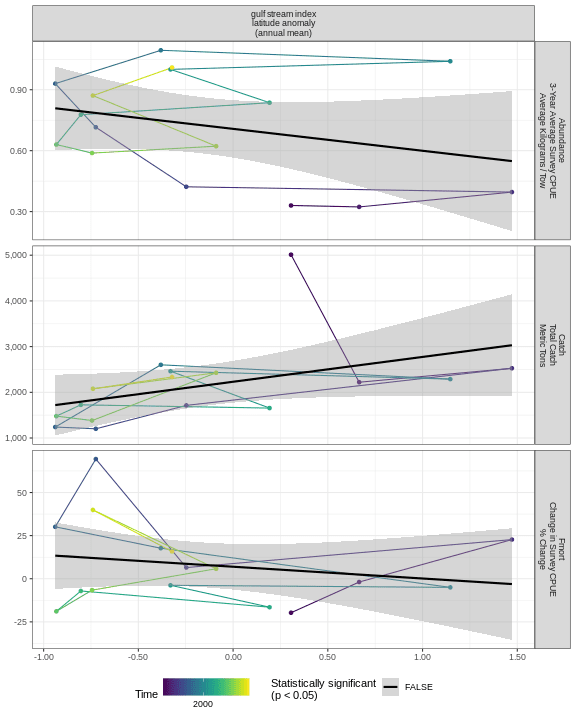 gulf stream index
latitude anomaly
(annual mean)
0.90
0.60
0.30
Abundance
3-Year Average Survey CPUE
Average Kilograms / Tow
5,000
4,000
3,000
2,000
1,000
Catch
Total Catch
Metric Tons
50
25
0
-25
Fmort
Change in Survey CPUE
% Change
-1.00
-0.50
0.00
0.50
1.00
1.50
Time
2000
Statistically significant
(p < 0.05)
FALSE